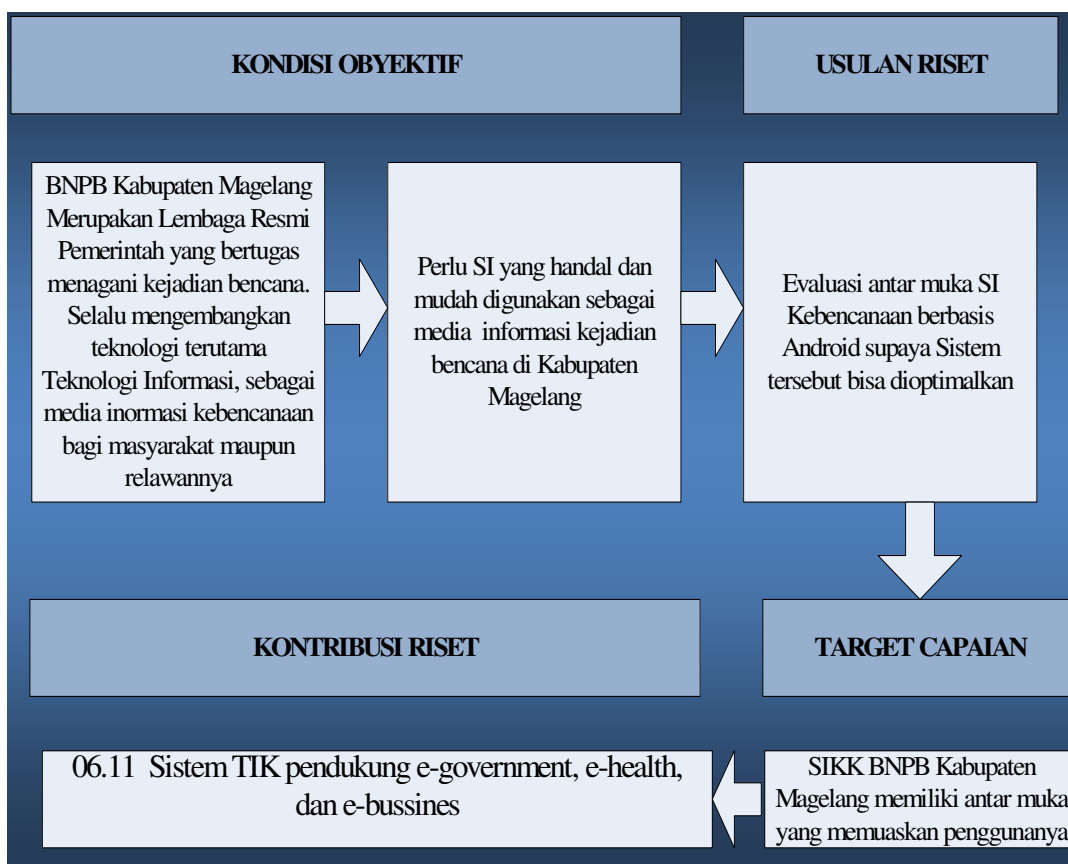 KONDISI OBYEKTIF
USULAN RISET
BNPB Kabupaten Magelang
Merupakan Lembaga Resmi
Pemerintah yang bertugas
menagani kejadian bencana.
Selalu mengembangkan
teknologi terutama
Teknologi Informasi, sebagai
media inormasi kebencanaan
bagi masyarakat maupun
relawannya
Perlu SI yang handal dan
mudah digunakan sebagai
media informasi kejadian
bencana di Kabupaten
Magelang
Evaluasi antar muka SI
Kebencanaan berbasis
Android supaya Sistem
tersebut bisa dioptimalkan
KONTRIBUSI RISET
TARGET CAPAIAN
06.11 Sistem TIK pendukung e-government, e-health,
dan e-bussines
SIKK BNPB Kabupaten
Magelang memiliki antar muka
yang memuaskan penggunanya